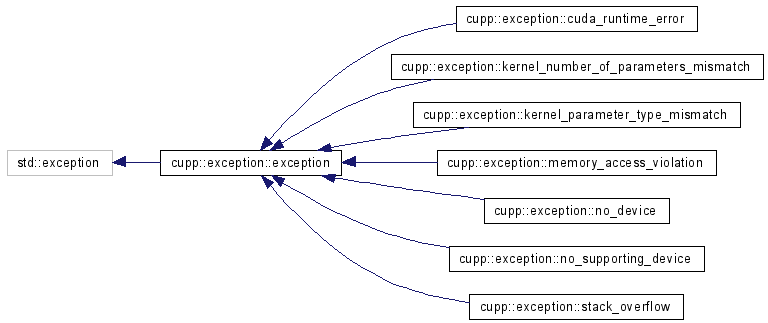 cupp::exception::cuda_runtime_error
cupp::exception::kernel_number_of_parameters_mismatch
cupp::exception::kernel_parameter_type_mismatch
std::exception
cupp::exception::exception
cupp::exception::memory_access_violation
cupp::exception::no_device
cupp::exception::no_supporting_device
cupp::exception::stack_overflow